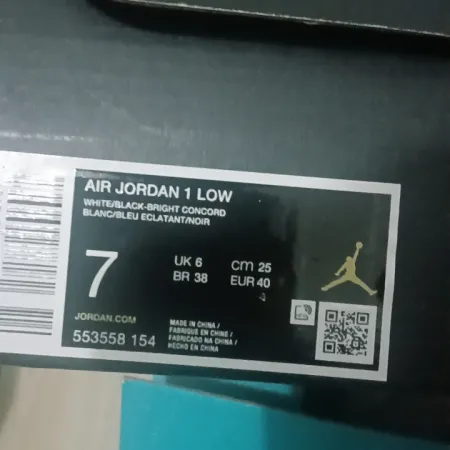 AIR JORDAN 1 LOW
WHITE/BLACK-BRIGHT CONCORD
BLANC/BLEU ECLATANT/NOIR
7
UK 6 cm 25
BR 38 EUR 40
JORDAN.COM
553558 154
MADE IN CHINA /
FABRIQUE EN CHINE /
FABRICADO NA CHINA /
HECHO EN CHINA